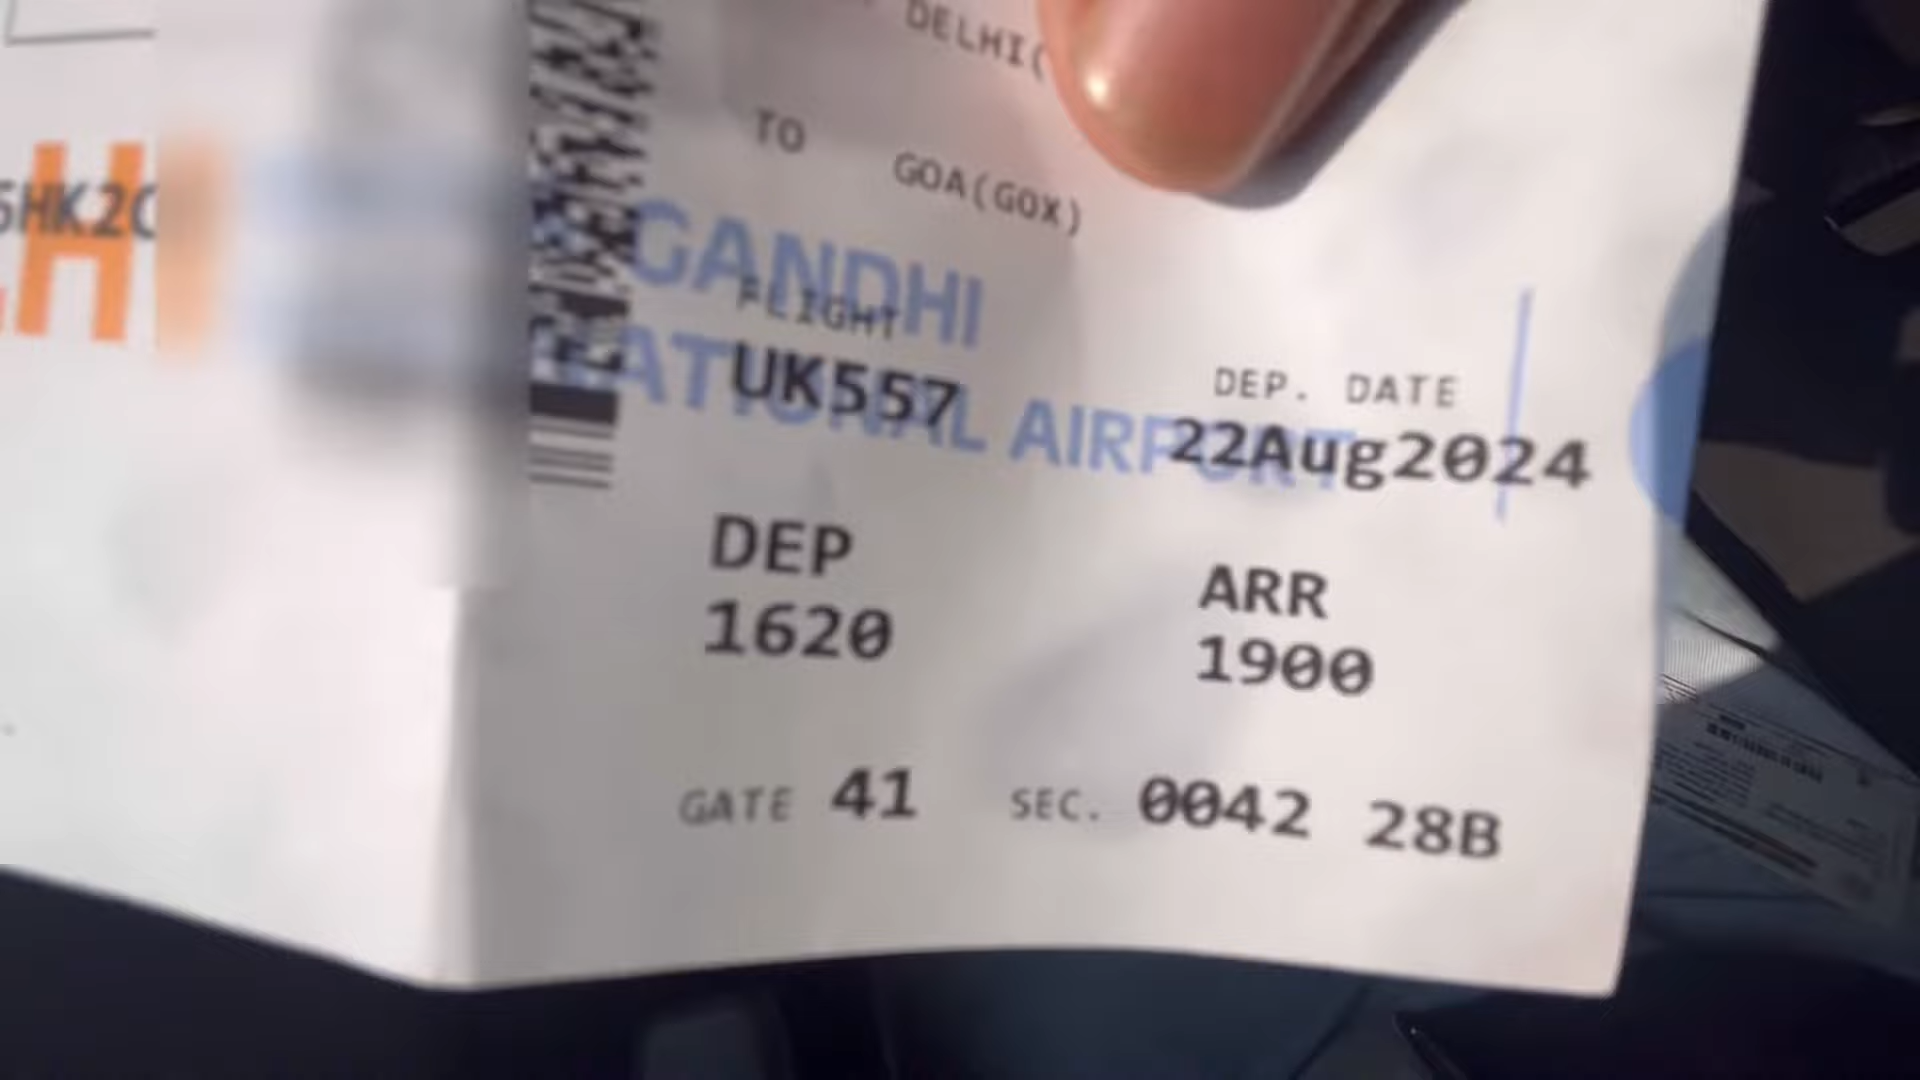 DELHI(
TO GOA(GOX)
5HK2C
H
GANDHI
FLIGHT
NATIONAL AIRPORT
UK557
DEP. DATE
22Aug2024
DEP ARR
1620 1900
GATE 41 SEC. 0042 28B